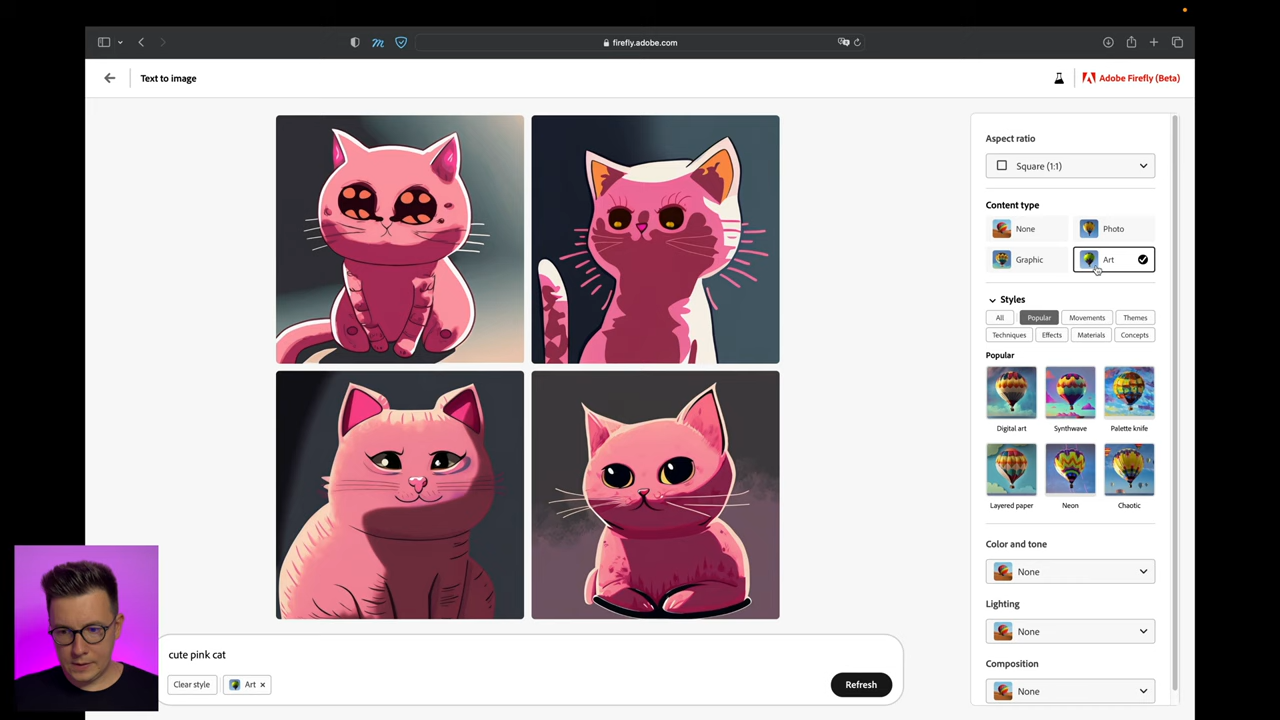 firefly.adobe.com
Text to image
Adobe Firefly (Beta)
Aspect ratio
Square (1:1)
Content type
None
Photo
Graphic
Art
Styles
All
Popular
Movements
Themes
Techniques
Effects
Materials
Concepts
Popular
Digital art
Synthwave
Palette knife
Layered paper
Neon
Chaotic
Color and tone
None
Lighting
None
Composition
None
cute pink cat
Clear style
Art
Refresh